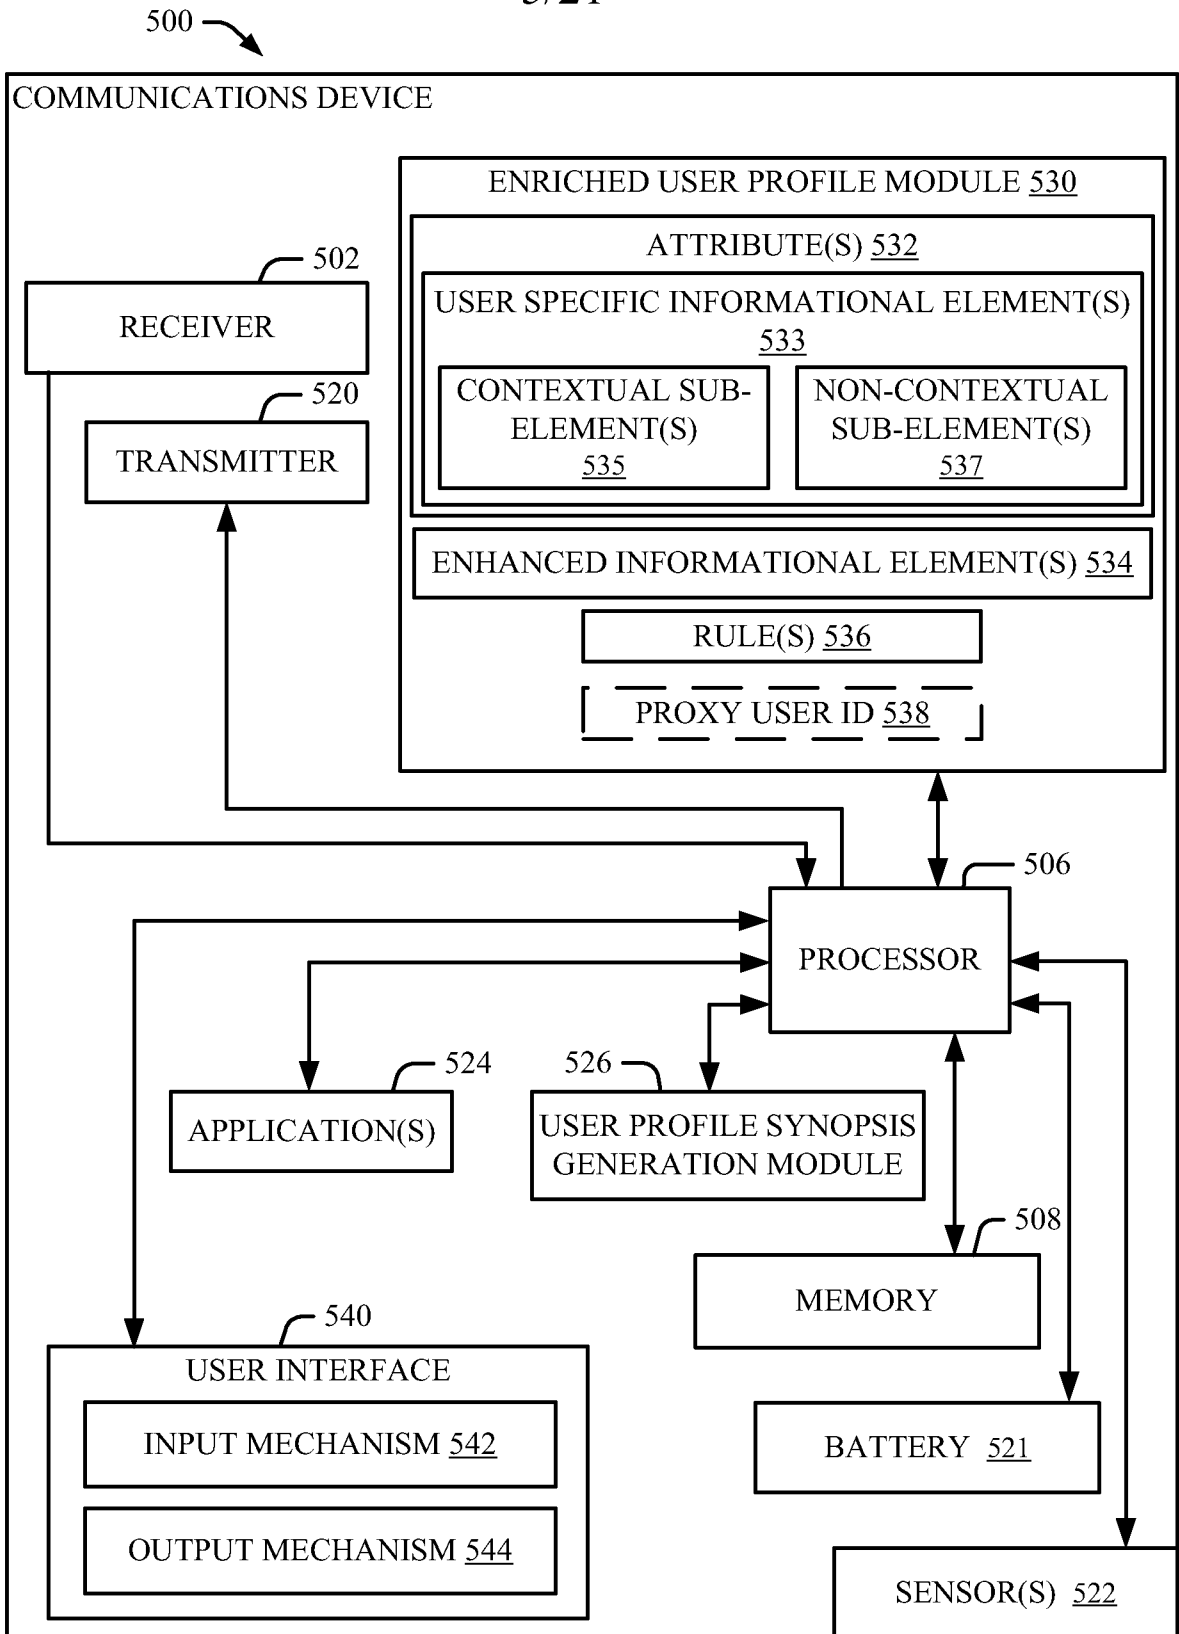 500
COMMUNICATIONS DEVICE
ENRICHED USER PROFILE MODULE 530
ATTRIBUTE(S) 532
USER SPECIFIC INFORMATIONAL ELEMENT(S)
533
CONTEXTUAL SUB-
ELEMENT(S)
535
NON-CONTEXTUAL
SUB-ELEMENT(S)
537
ENHANCED INFORMATIONAL ELEMENT(S) 534
RULE(S) 536
PROXY USER ID 538
502
RECEIVER
520
TRANSMITTER
506
PROCESSOR
524
APPLICATION(S)
526
USER PROFILE SYNOPSIS
GENERATION MODULE
508
MEMORY
540
USER INTERFACE
INPUT MECHANISM 542
OUTPUT MECHANISM 544
BATTERY 521
SENSOR(S) 522